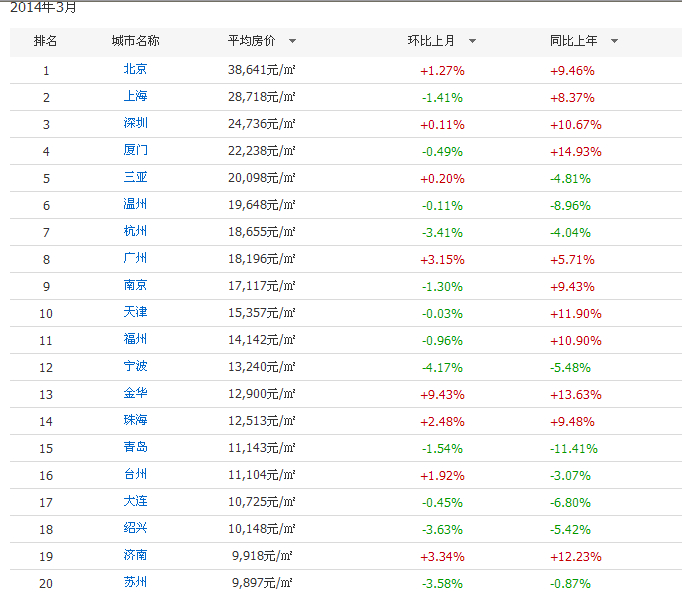 2014年3月
排名 城市名称 平均房价 环比上月 同比上年
1 北京 38,641元/㎡ +1.27% +9.46%
2 上海 28,718元/㎡ -1.41% +8.37%
3 深圳 24,736元/㎡ +0.11% +10.67%
4 厦门 22,238元/㎡ -0.49% +14.93%
5 三亚 20,098元/㎡ +0.20% -4.81%
6 温州 19,648元/㎡ -0.11% -8.96%
7 杭州 18,655元/㎡ -3.41% -4.04%
8 广州 18,196元/㎡ +3.15% +5.71%
9 南京 17,117元/㎡ -1.30% +9.43%
10 天津 15,357元/㎡ -0.03% +11.90%
11 福州 14,142元/㎡ -0.96% +10.90%
12 宁波 13,240元/㎡ -4.17% -5.48%
13 金华 12,900元/㎡ +9.43% +13.63%
14 珠海 12,513元/㎡ +2.48% +9.48%
15 青岛 11,143元/㎡ -1.54% -11.41%
16 台州 11,104元/㎡ +1.92% -3.07%
17 大连 10,725元/㎡ -0.45% -6.80%
18 绍兴 10,148元/㎡ -3.63% -5.42%
19 济南 9,918元/㎡ +3.34% +12.23%
20 苏州 9,897元/㎡ -3.58% -0.87%